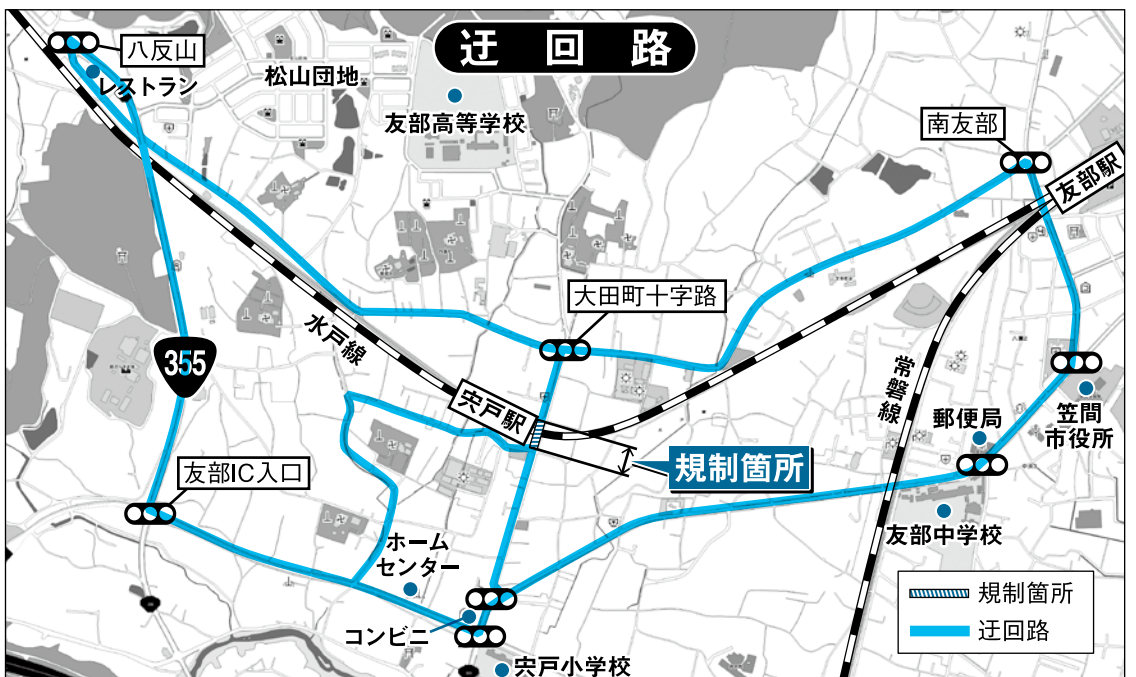 迂回路
八反山
レストラン
松山団地
友部高等学校
南友部
友部駅
大田町十字路
水戸線
355
宍戸駅
常磐線
郵便局
笠間
市役所
規制箇所
友部IC入口
友部中学校
ホーム
センター
コンビニ
宍戸小学校
規制箇所
迂回路